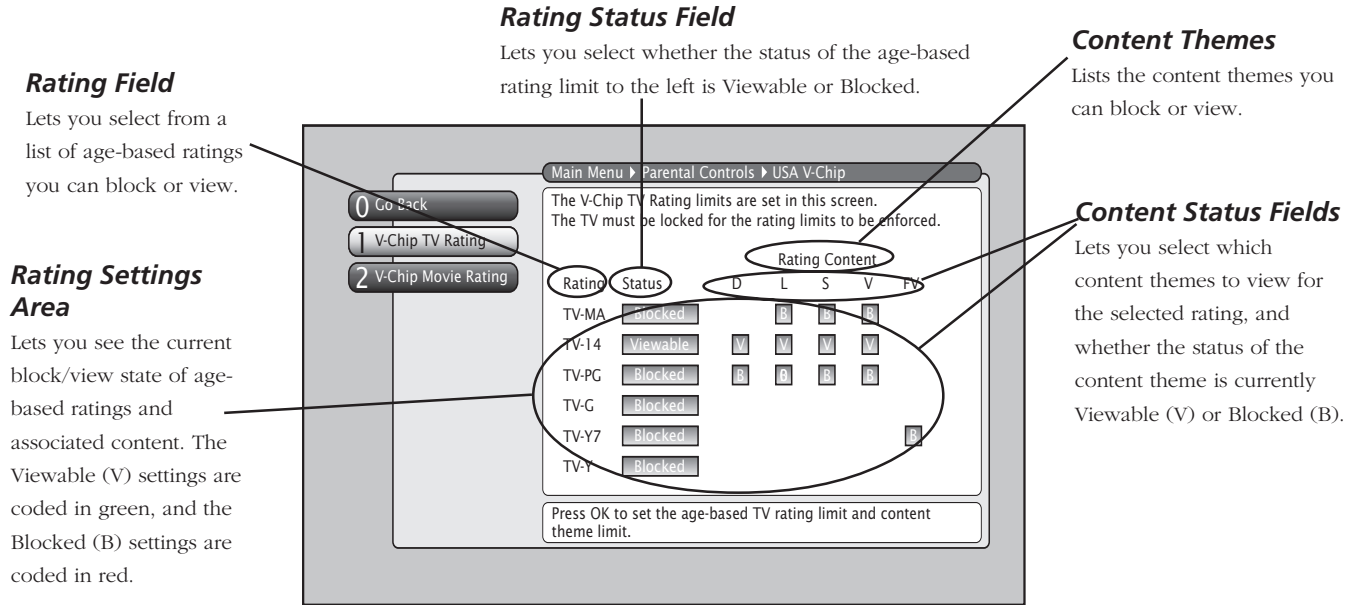 Rating Status Field
Lets you select whether the status of the age-based
rating limit to the left is Viewable or Blocked.
Content Themes
Lists the content themes you
can block or view.
Rating Field
Lets you select from a
list of age-based ratings
you can block or view.
Content Status Fields
Lets you select which
content themes to view for
the selected rating, and
whether the status of the
content theme is currently
Viewable (V) or Blocked (B).
Rating Settings
Area
Lets you see the current
block/view state of age-
based ratings and
associated content. The
Viewable (V) settings are
coded in green, and the
Blocked (B) settings are
coded in red.
Main Menu Parental Controls USA V-Chip
0 Go Back
1 V-Chip TV Rating
2 V-Chip Movie Rating
The V-Chip TV Rating limits are set in this screen.
The TV must be locked for the rating limits to be enforced.
Rating Content
Rating Status D L S V FV
TV-MA Blocked B B B
TV-14 Viewable V V V V
TV-PG Blocked B B B B
TV-G Blocked
TV-Y7 Blocked B
TV-Y Blocked
Press OK to set the age-based TV rating limit and content
theme limit.